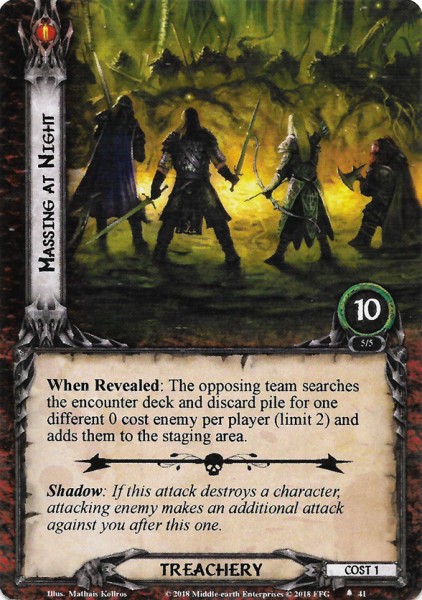 MASSING AT NIGHT
10
5/5
When Revealed: The opposing team searches
the encounter deck and discard pile for one
different 0 cost enemy per player (limit 2) and
adds them to the staging area.
Shadow: If this attack destroys a character,
attacking enemy makes an additional attack
against you after this one.
TREACHERY
COST 1
Illus. Mathais Kollros
© 2018 Middle-earth Enterprises © 2018 FFG
41